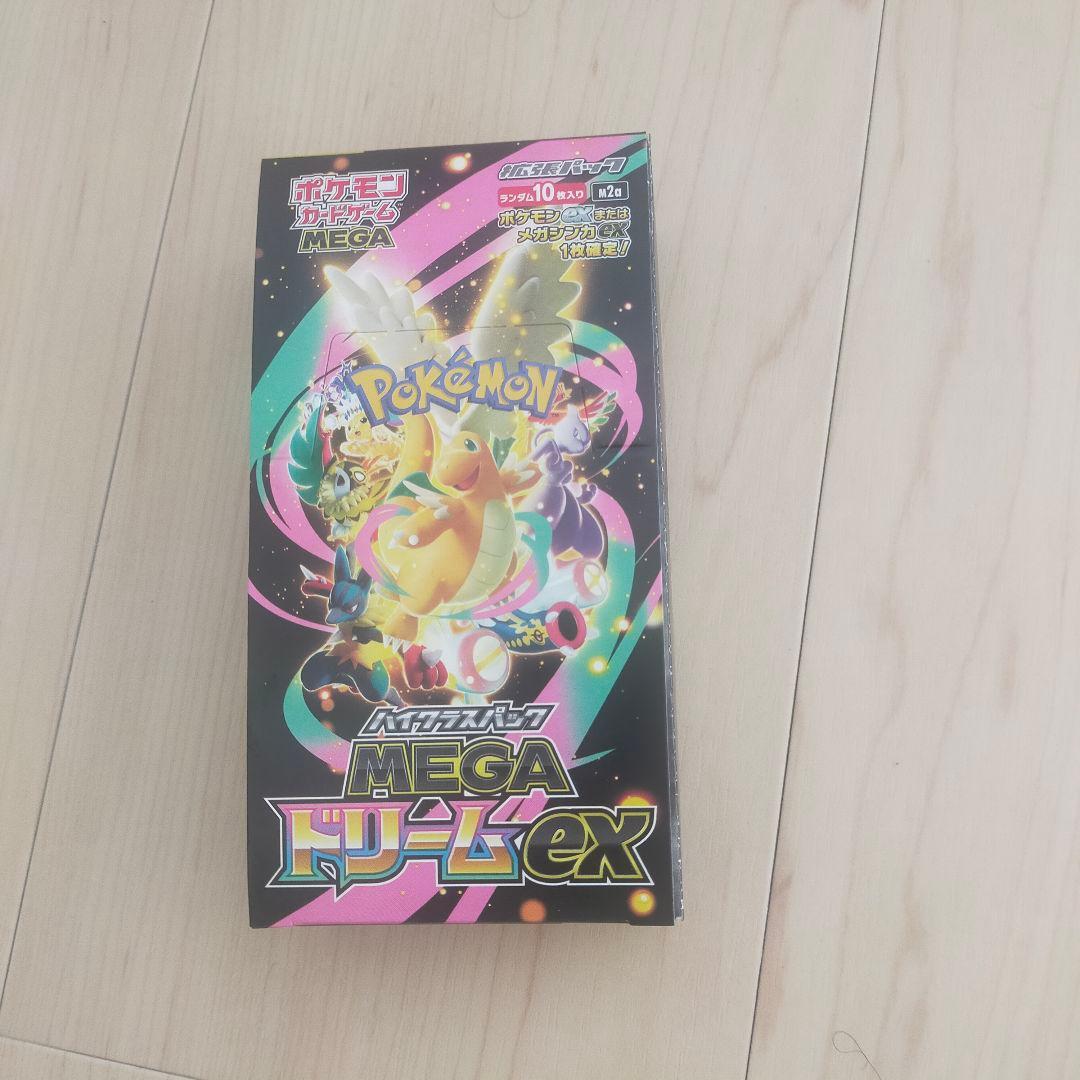 ポケモン
カードゲーム
MEGA
拡張パック
ランダム10枚入り M2a
ポケモンexまたは
メガシンカex
1枚確定!
POKéMON
ハイクラスパック
MEGA
ドリームex